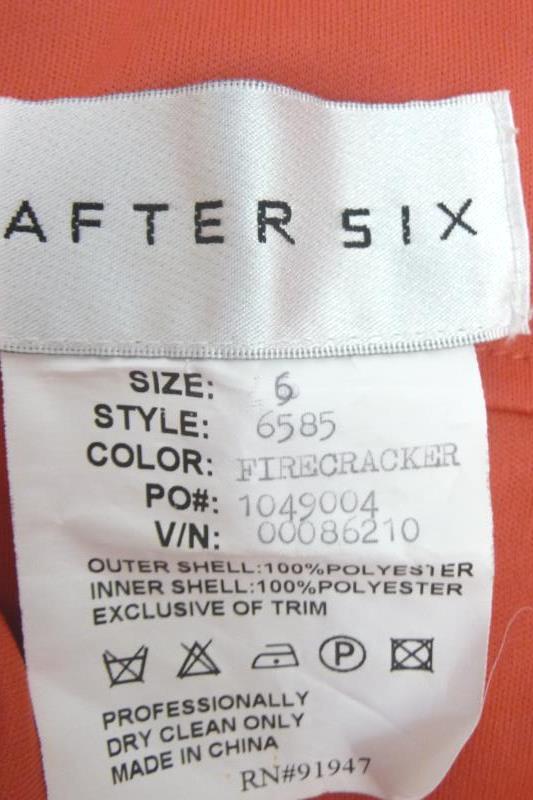 AFTER SIX
SIZE: 6
STYLE: 6585
COLOR: FIRECRACKER
PO#: 1049004
V/N: 00086210
OUTER SHELL:100%POLYESTER
INNER SHELL:100%POLYESTER
EXCLUSIVE OF TRIM
P
PROFESSIONALLY
DRY CLEAN ONLY
MADE IN CHINA
RN#91947